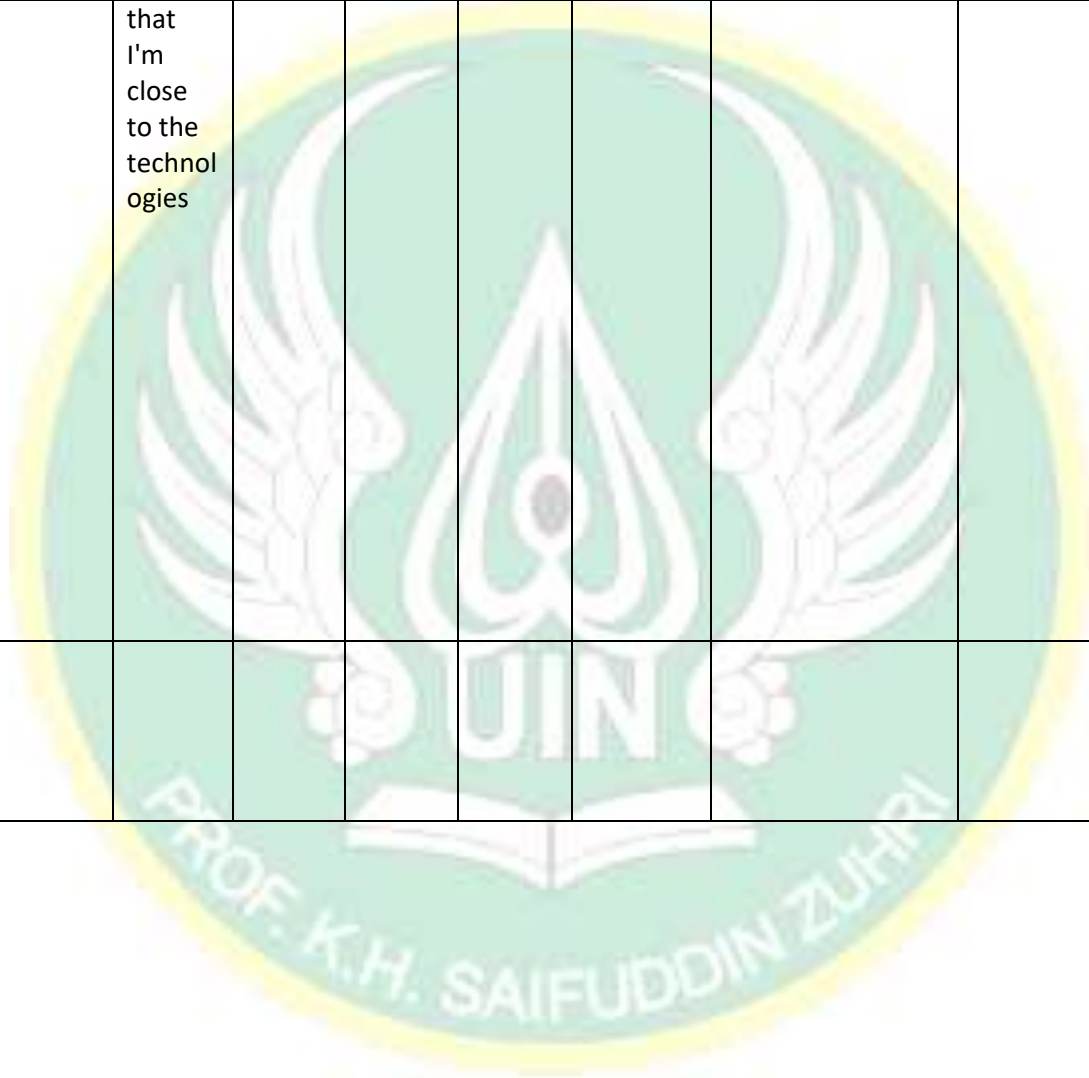 that
I'm
close
to the
technol
ogies
UIN
PROF. K.H. SAIFUDDIN ZUHRI